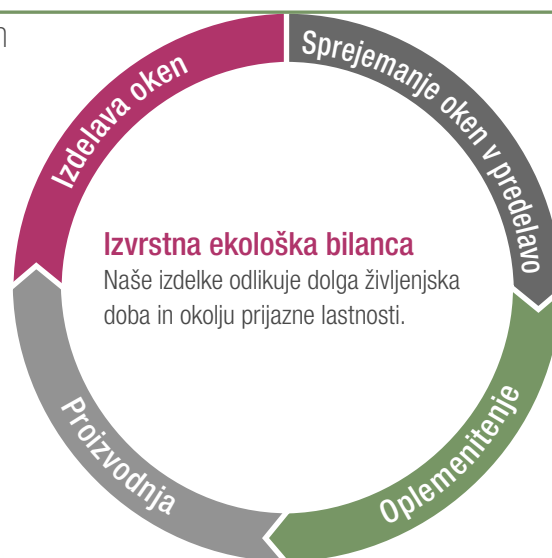 Izdelava oken
Sprejemanje oken v predelavo
Izvrstna ekološka bilanca
Naše izdelke odlikuje dolga življenjska
doba in okolju prijazne lastnosti.
Proizvodnja
Oplemenitenje